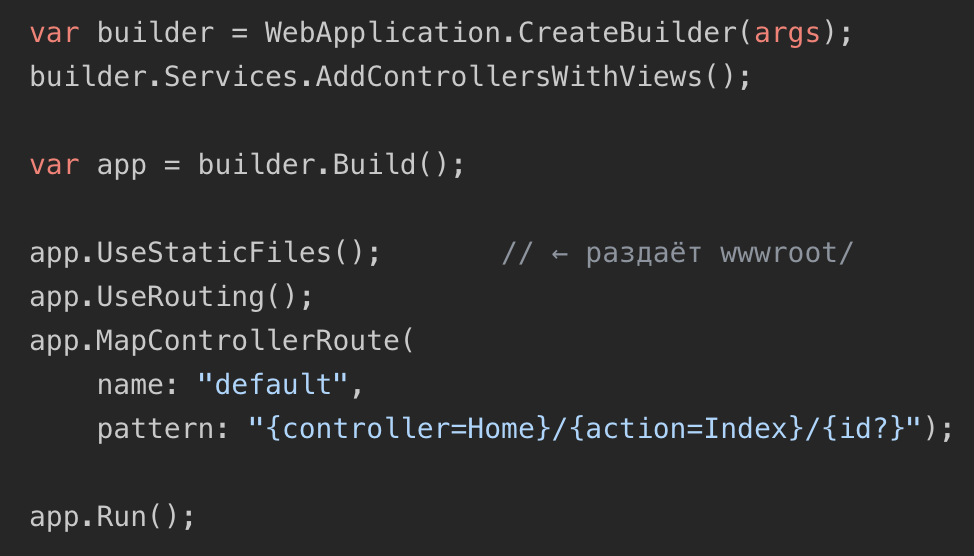 var builder = WebApplication.CreateBuilder(args);
builder.Services.AddControllersWithViews();
var app = builder.Build();
app.UseStaticFiles();       // ← раздаёт wwwroot/
app.UseRouting();
app.MapControllerRoute(
    name: "default",
    pattern: "{controller=Home}/{action=Index}/{id?}");
app.Run();